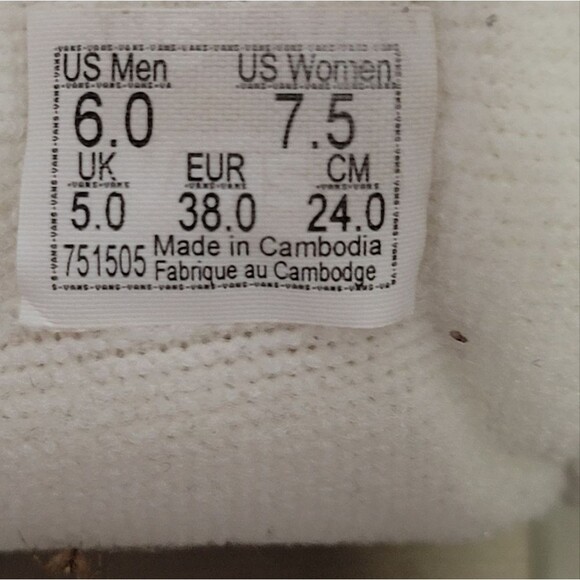 US Men US Women
6.0 7.5
UK EUR CM
5.0 38.0 24.0
751505 Made in Cambodia
Fabrique au Cambodge